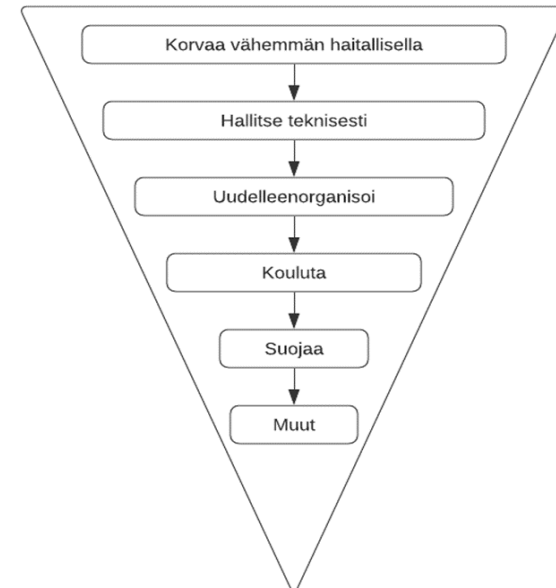 Korvaa vähemmän haitallisella
Hallitse teknisesti
Uudelleenorganisoi
Kouluta
Suojaa
Muut